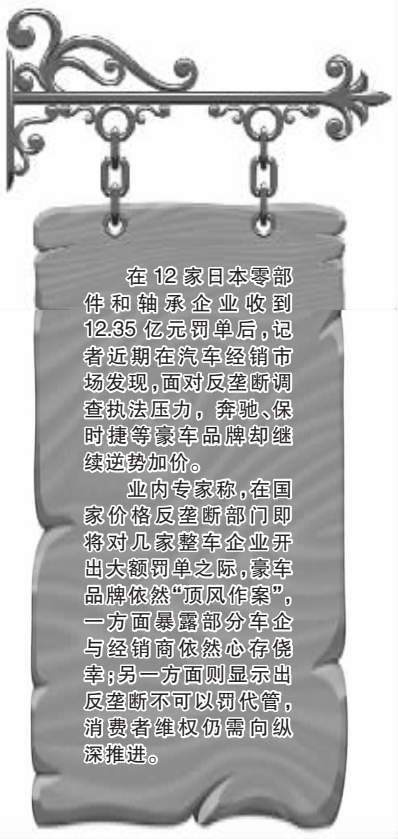 在 12 家日本零部
件和轴承企业收到
12.35 亿元罚单后，记
者近期在汽车经销市
场发现，面对反垄断调
查执法压力，奔驰、保
时捷等豪车品牌却继
续逆势加价。
业内专家称，在国
家价格反垄断部门即
将对几家整车企业开
出大额罚单之际，豪车
品牌依然“顶风作案”，
一方面暴露部分车企
与经销商依然心存侥
幸；另一方面则显示出
反垄断不可以罚代管，
消费者维权仍需向纵
深推进。